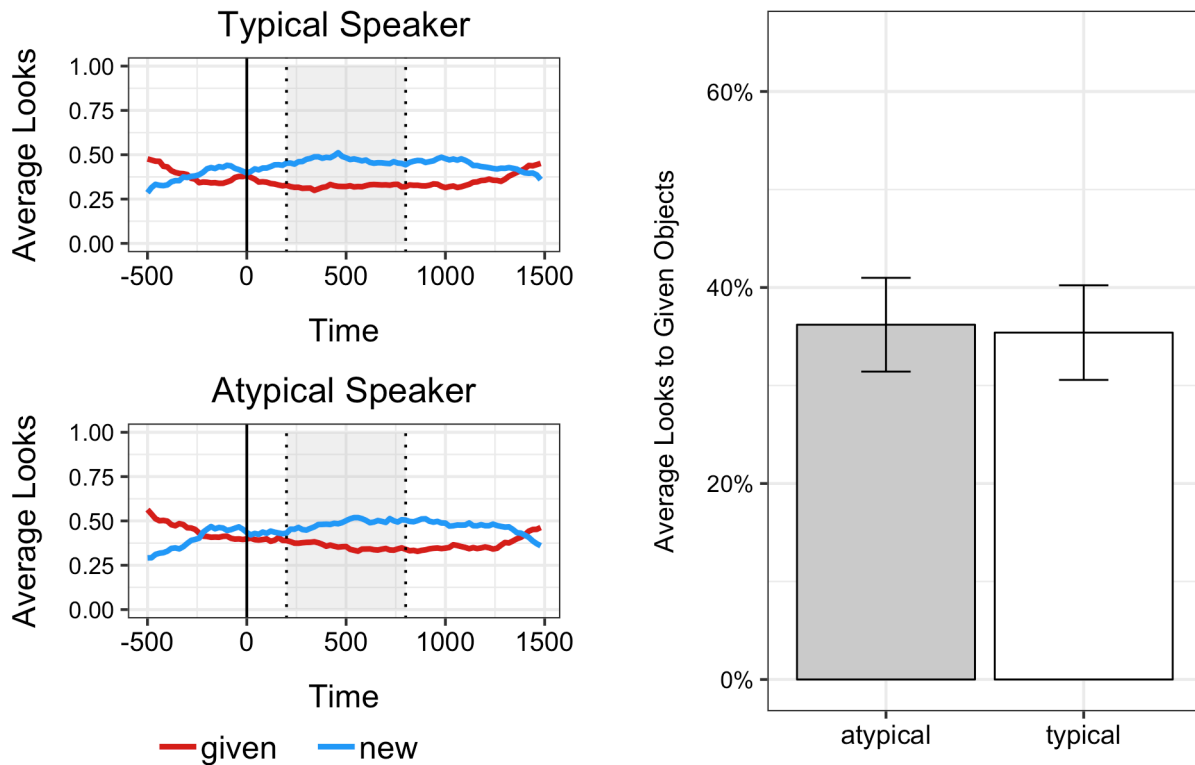 Typical Speaker
Average Looks
1.00
0.75
0.50
0.25
0.00
-500 0 500 1000 1500
Time
Atypical Speaker
Average Looks
1.00
0.75
0.50
0.25
0.00
-500 0 500 1000 1500
Time
given new
Average Looks to Given Objects
60%
40%
20%
0%
atypical typical